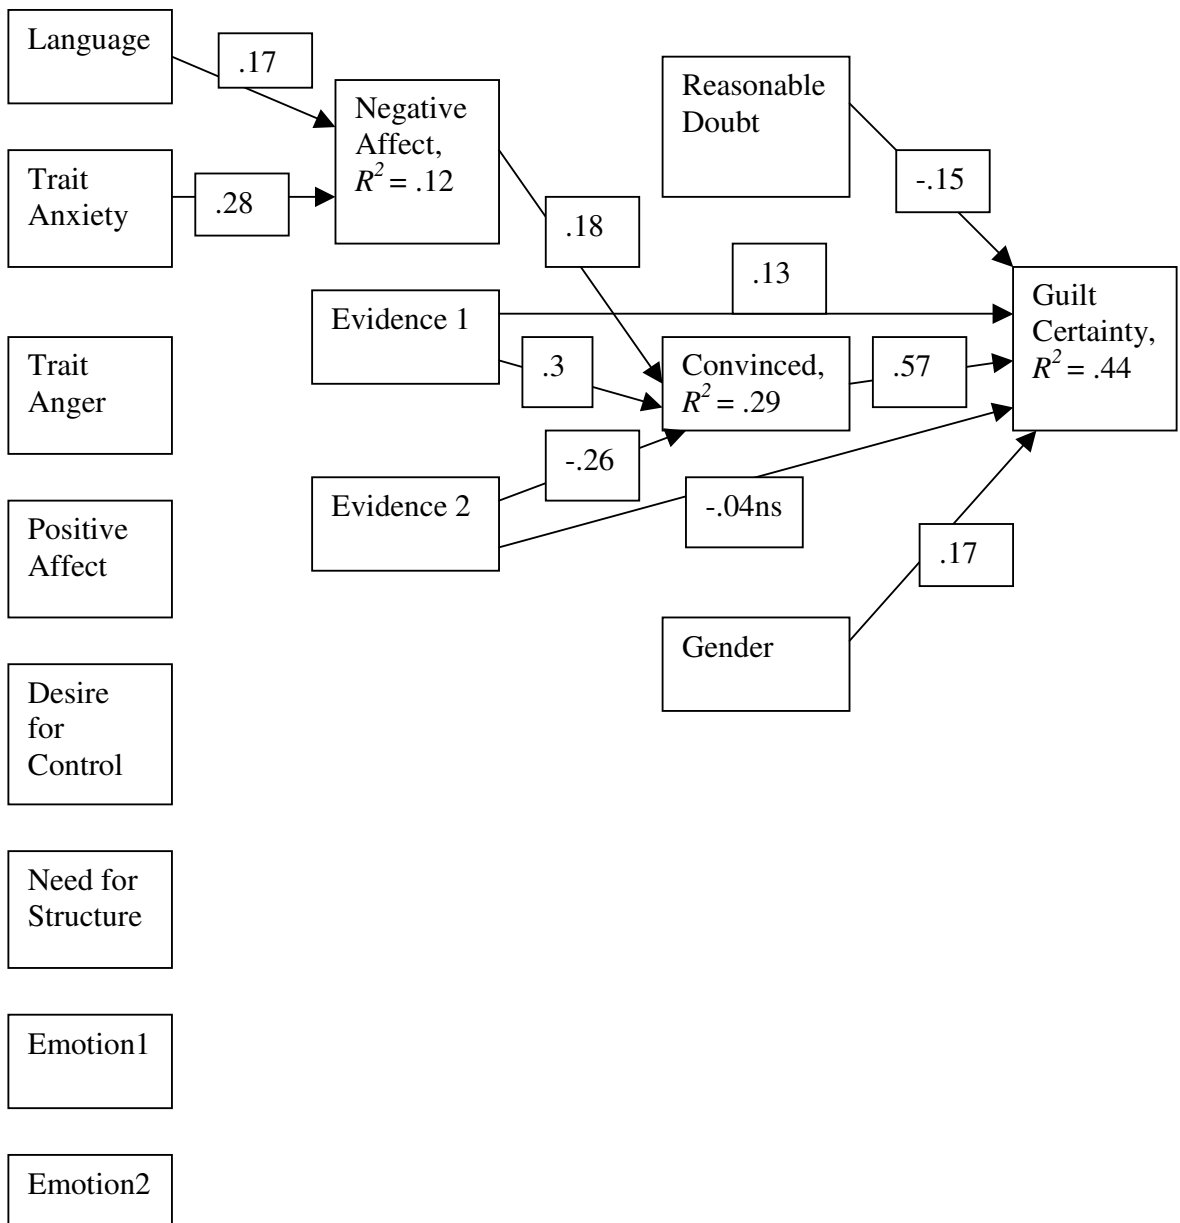 Language
.17
Reasonable
Doubt
Negative
Affect,
R² = .12
Trait
Anxiety
.28
-.15
.18
.13
Guilt
Certainty,
R² = .44
Evidence 1
Trait
Anger
.3
Convinced,
R² = .29
.57
-.26
Evidence 2
-.04ns
Positive
Affect
.17
Gender
Desire
for
Control
Need for
Structure
Emotion1
Emotion2